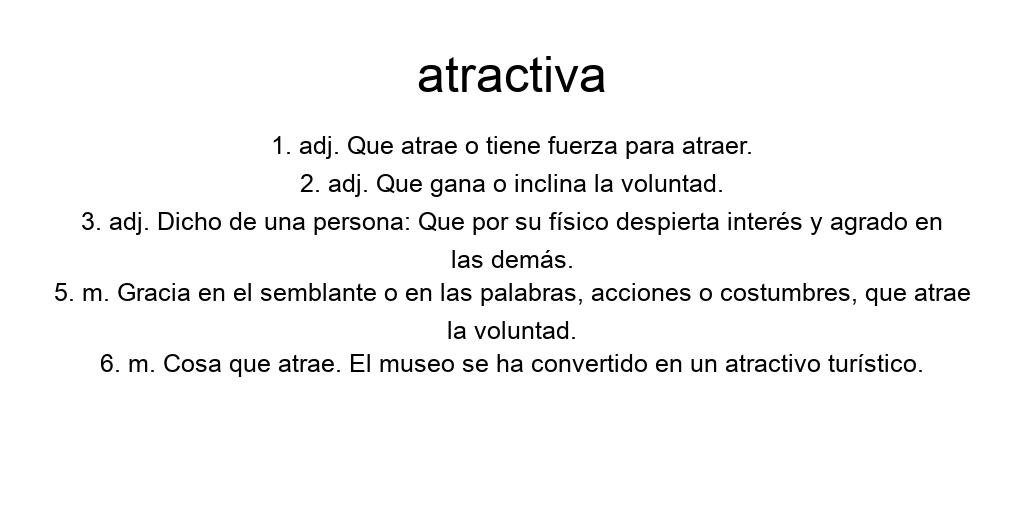 atractiva
1. adj. Que atrae o tiene fuerza para atraer.
2. adj. Que gana o inclina la voluntad.
3. adj. Dicho de una persona: Que por su físico despierta interés y agrado en
las demás.
5. m. Gracia en el semblante o en las palabras, acciones o costumbres, que atrae
la voluntad.
6. m. Cosa que atrae. El museo se ha convertido en un atractivo turístico.